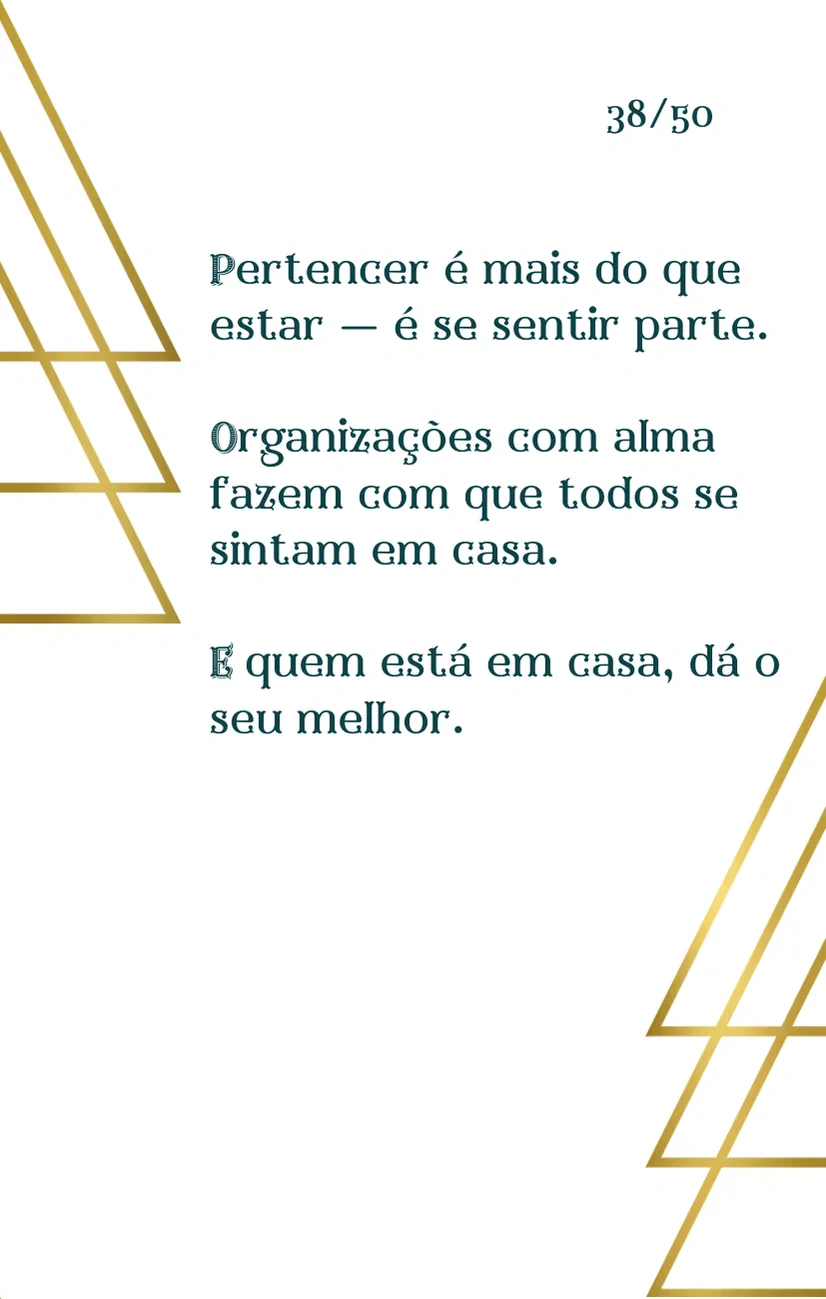 38/50
Pertencer é mais do que
estar — é se sentir parte.
Organizações com alma
fazem com que todos se
sintam em casa.
E quem está em casa, dá o
seu melhor.